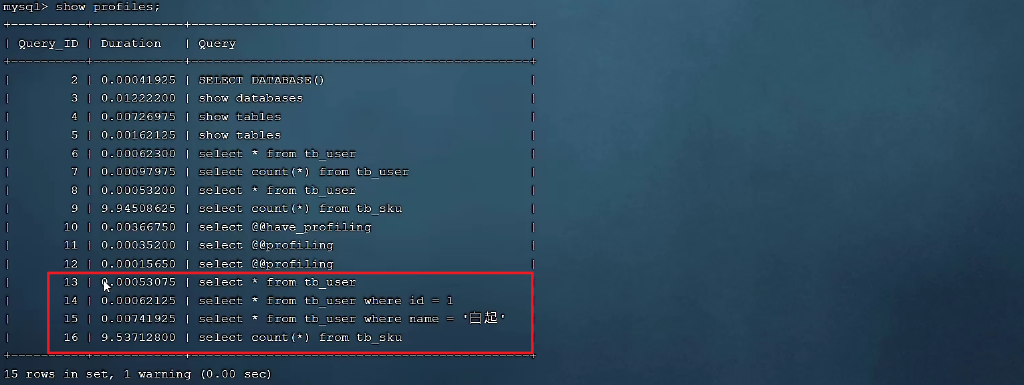 mysql> show profiles;
| Query_ID | Duration | Query |
| 2 | 0.00041925 | SELECT DATABASE() |
| 3 | 0.01222200 | show databases |
| 4 | 0.00726975 | show tables |
| 5 | 0.00162125 | show tables |
| 6 | 0.00062300 | select * from tb_user |
| 7 | 0.00097975 | select count(*) from tb_user |
| 8 | 0.00053200 | select * from tb_user |
| 9 | 9.94508625 | select count(*) from tb_sku |
| 10 | 0.00366750 | select @@have_profiling |
| 11 | 0.00035200 | select @@profiling |
| 12 | 0.00015650 | select @@profiling |
| 13 | 0.00053075 | select * from tb_user |
| 14 | 0.00062125 | select * from tb_user where id = 1 |
| 15 | 0.00741925 | select * from tb_user where name = '白起' |
| 16 | 9.53712800 | select count(*) from tb_sku |
15 rows in set, 1 warning (0.00 sec)